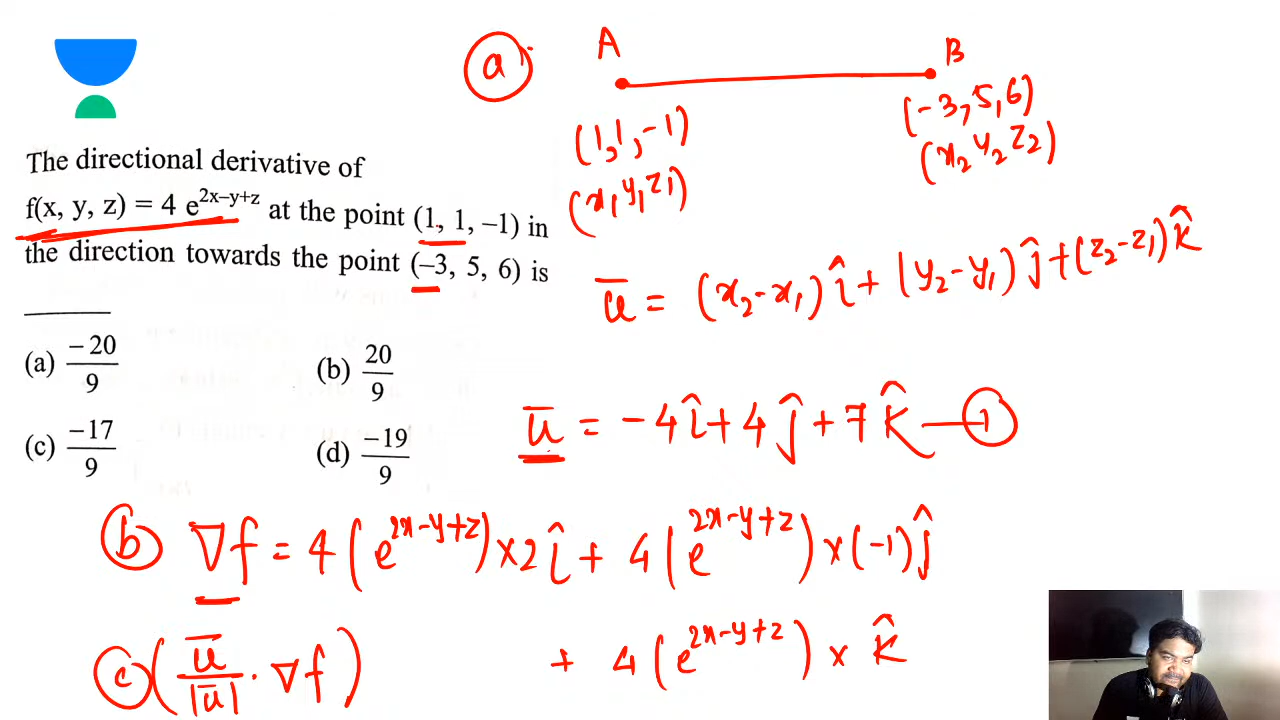 The directional derivative of
f(x, y, z) = 4 e^{2x–y+z} at the point (1, 1, –1) in
the direction towards the point (–3, 5, 6) is
________
(a) –20/9
(b) 20/9
(c) –17/9
(d) –19/9
(a)
A
B
(1, 1, -1)
(x₁ y₁ z₁)
(-3, 5, 6)
(x₂ y₂ z₂)
ū = (x₂-x₁) î + (y₂-y₁) ĵ + (z₂-z₁) k̂
ū = -4î + 4ĵ + 7k̂ — ①
(b) ∇f = 4(e^{2x-y+z}) × 2î + 4(e^{2x-y+z}) × (-1)ĵ
+ 4(e^{2x-y+z}) × k̂
(c) (ū/|ū| · ∇f)